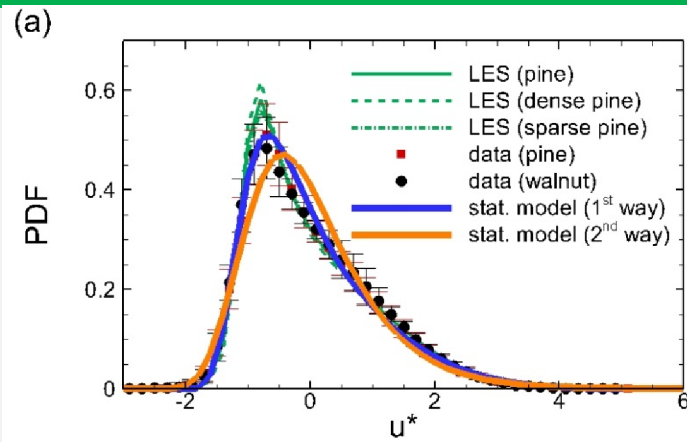 (a)
0.6
0.4
0.2
0
PDF
LES (pine)
LES (dense pine)
LES (sparse pine)
data (pine)
data (walnut)
stat. model (1st way)
stat. model (2nd way)
-2 0 2 4 6
u*